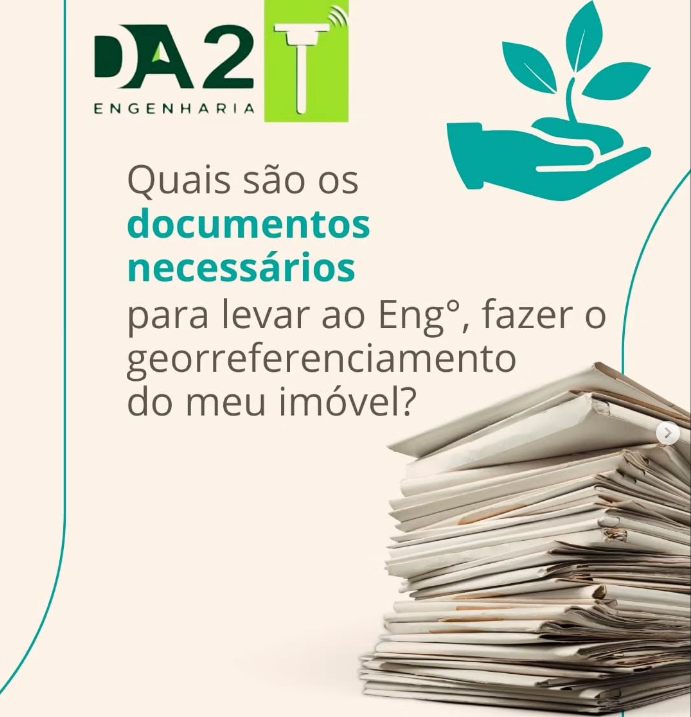 DA2
ENGENHARIA
Quais são os
documentos
necessários
para levar ao Eng°, fazer o
georreferenciamento
do meu imóvel?